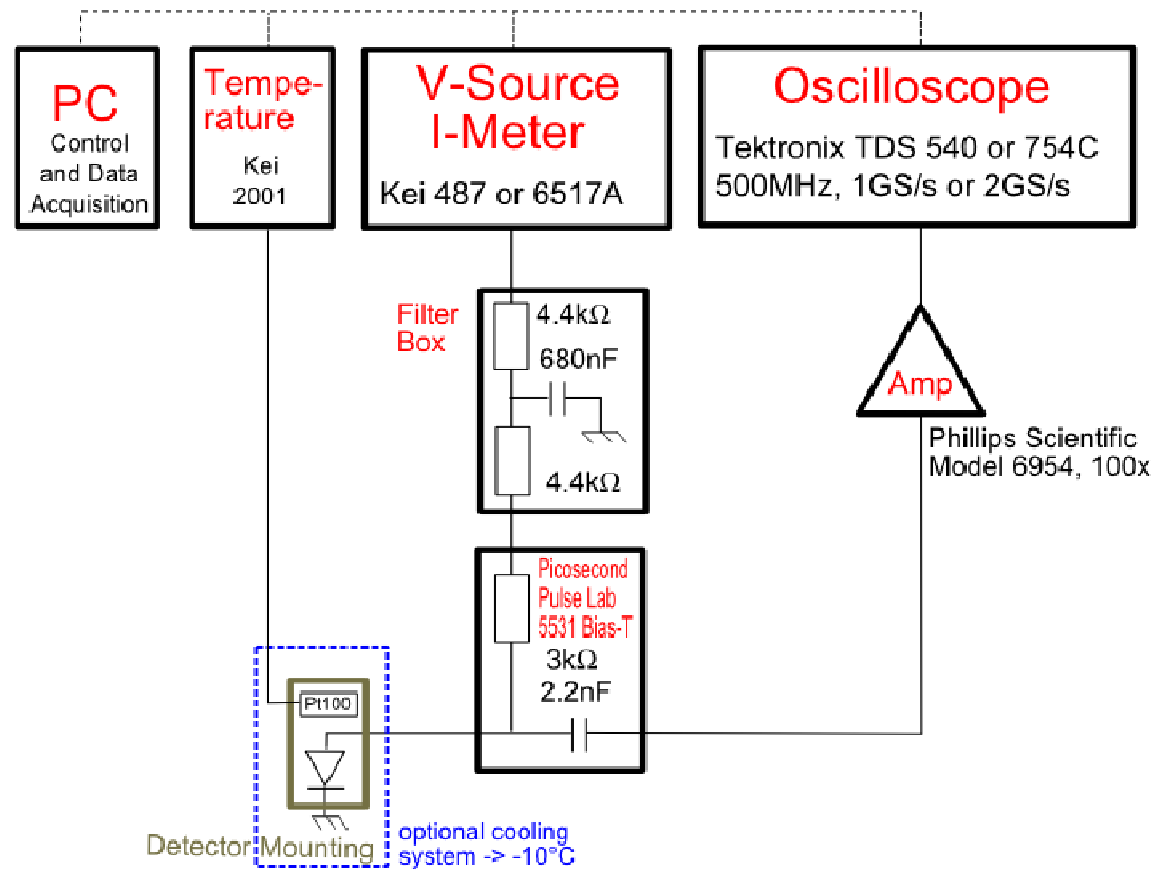 PC
Control
and Data
Acquisition
Tempe-
rature
Kei
2001
V-Source
I-Meter
Kei 487 or 6517A
Oscilloscope
Tektronix TDS 540 or 754C
500MHz, 1GS/s or 2GS/s
Filter
Box
4.4kΩ
680nF
4.4kΩ
Amp
Phillips Scientific
Model 6954, 100x
Picosecond
Pulse Lab
5531 Bias-T
3kΩ
2.2nF
Pt100
Detector Mounting
optional cooling
system -> -10°C